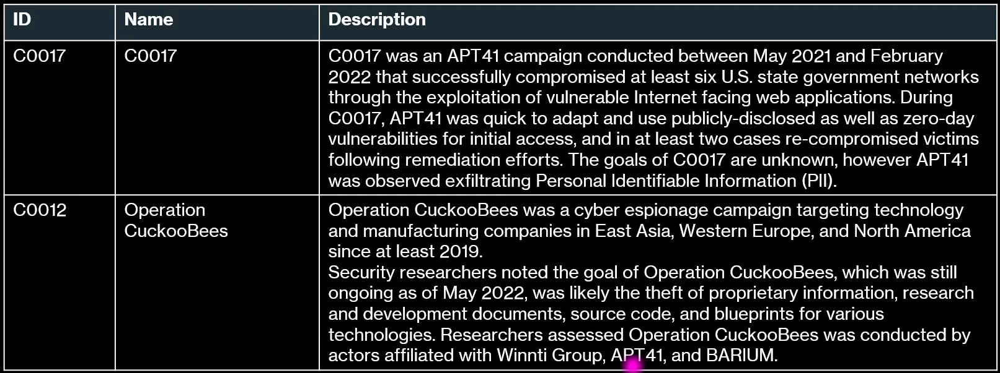 ID
Name
Description
C0017
C0017
C0017 was an APT41 campaign conducted between May 2021 and February
2022 that successfully compromised at least six U.S. state government networks
through the exploitation of vulnerable Internet facing web applications. During
C0017, APT41 was quick to adapt and use publicly-disclosed as well as zero-day
vulnerabilities for initial access, and in at least two cases re-compromised victims
following remediation efforts. The goals of C0017 are unknown, however APT41
was observed exfiltrating Personal Identifiable Information (PII).
C0012
Operation
CuckooBees
Operation CuckooBees was a cyber espionage campaign targeting technology
and manufacturing companies in East Asia, Western Europe, and North America
since at least 2019.
Security researchers noted the goal of Operation CuckooBees, which was still
ongoing as of May 2022, was likely the theft of proprietary information, research
and development documents, source code, and blueprints for various
technologies. Researchers assessed Operation CuckooBees was conducted by
actors affiliated with Winnti Group, APT41, and BARIUM.